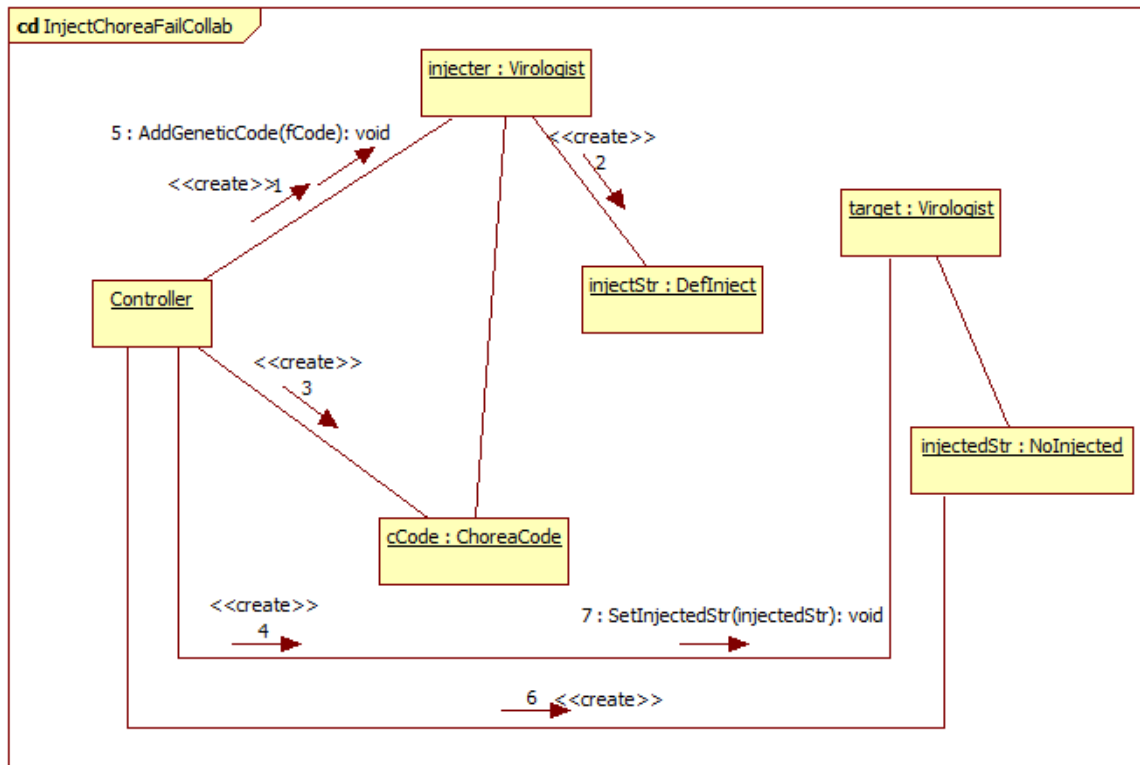 cd InjectChoreaFailCollab
injecter : Virologist
5 : AddGeneticCode(fCode): void
<<create>>
1
<<create>>
2
target : Virologist
injectStr : DefInject
Controller
<<create>>
3
injectedStr : NoInjected
cCode : ChoreaCode
<<create>>
4
7 : SetInjectedStr(injectedStr): void
6
<<create>>